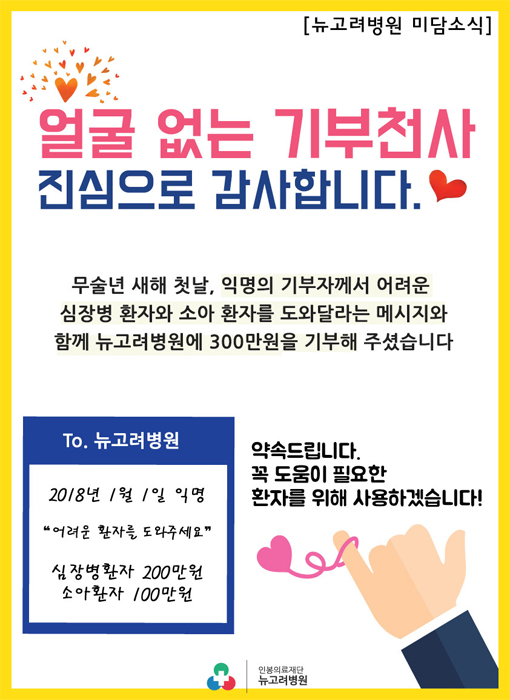 [뉴고려병원 미담소식]
얼굴 없는 기부천사
진심으로 감사합니다.
무술년 새해 첫날, 익명의 기부자께서 어려운
심장병 환자와 소아 환자를 도와달라는 메시지와
함께 뉴고려병원에 300만원을 기부해 주셨습니다
To. 뉴고려병원
2018년 1월 1일 익명
“어려운 환자를 도와주세요”
심장병환자 200만원
소아환자 100만원
약속드립니다.
꼭 도움이 필요한
환자를 위해 사용하겠습니다!
인봉의료재단
뉴고려병원